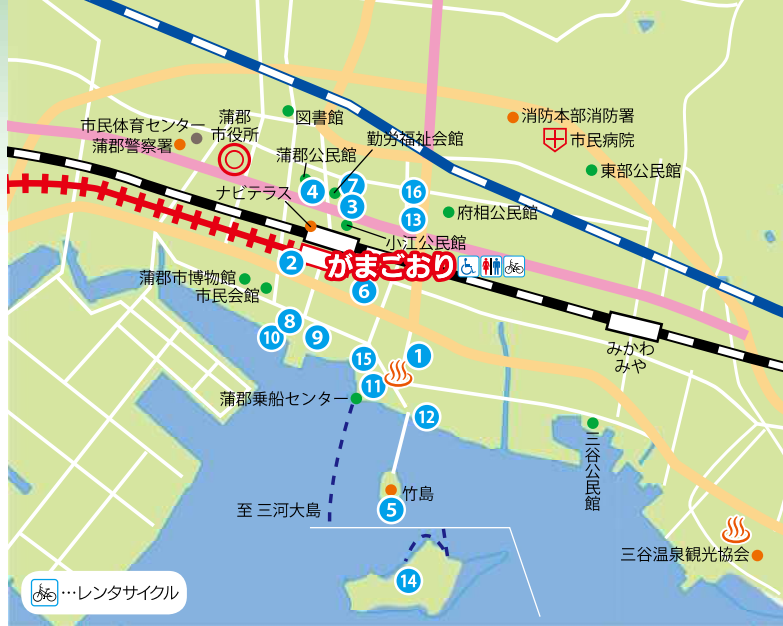 消防本部消防署
図書館
蒲郡
市役所
市民体育センター
勤労福祉会館
市民病院
蒲郡警察署
蒲郡公民館
東部公民館
ナビテラス
4
7
16
3
13
府相公民館
小江公民館
2
がまごおり
蒲郡市博物館
市民会館
6
8
10
9
みかわ
みや
15
1
11
蒲郡乗船センター
12
三谷公民館
竹島
5
至 三河大島
三谷温泉観光協会
14
…レンタサイクル